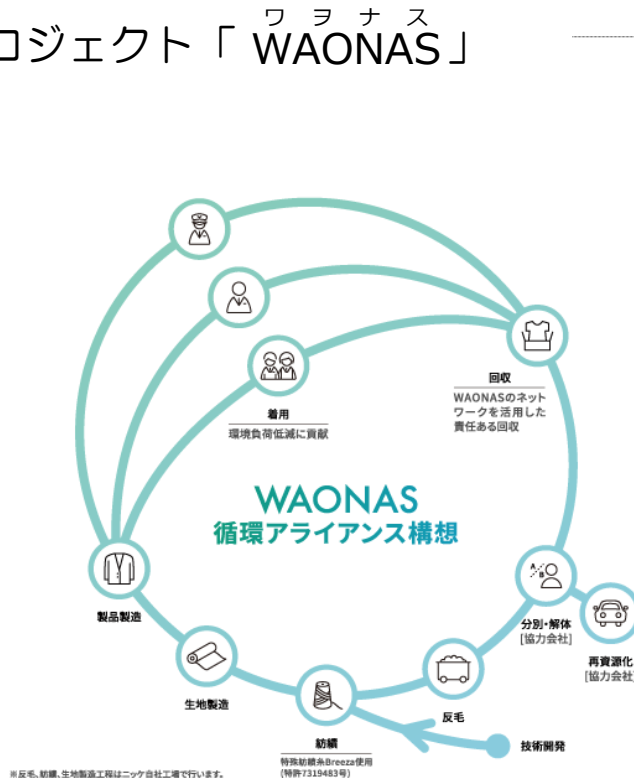 ワヲナス
ロジェクト「WAONAS」
着用
環境負荷低減に貢献
回収
WAONASのネット
ワークを活用した
責任ある回収
WAONAS
循環アライアンス構想
製品製造
生地製造
紡績
特殊紡績糸Breeza使用
(特許7319483号)
反毛
分別・解体
[協力会社]
再資源化
[協力会社]
技術開発
A
B
※反毛、紡績、生地製造工程はニッケ自社工場で行います。